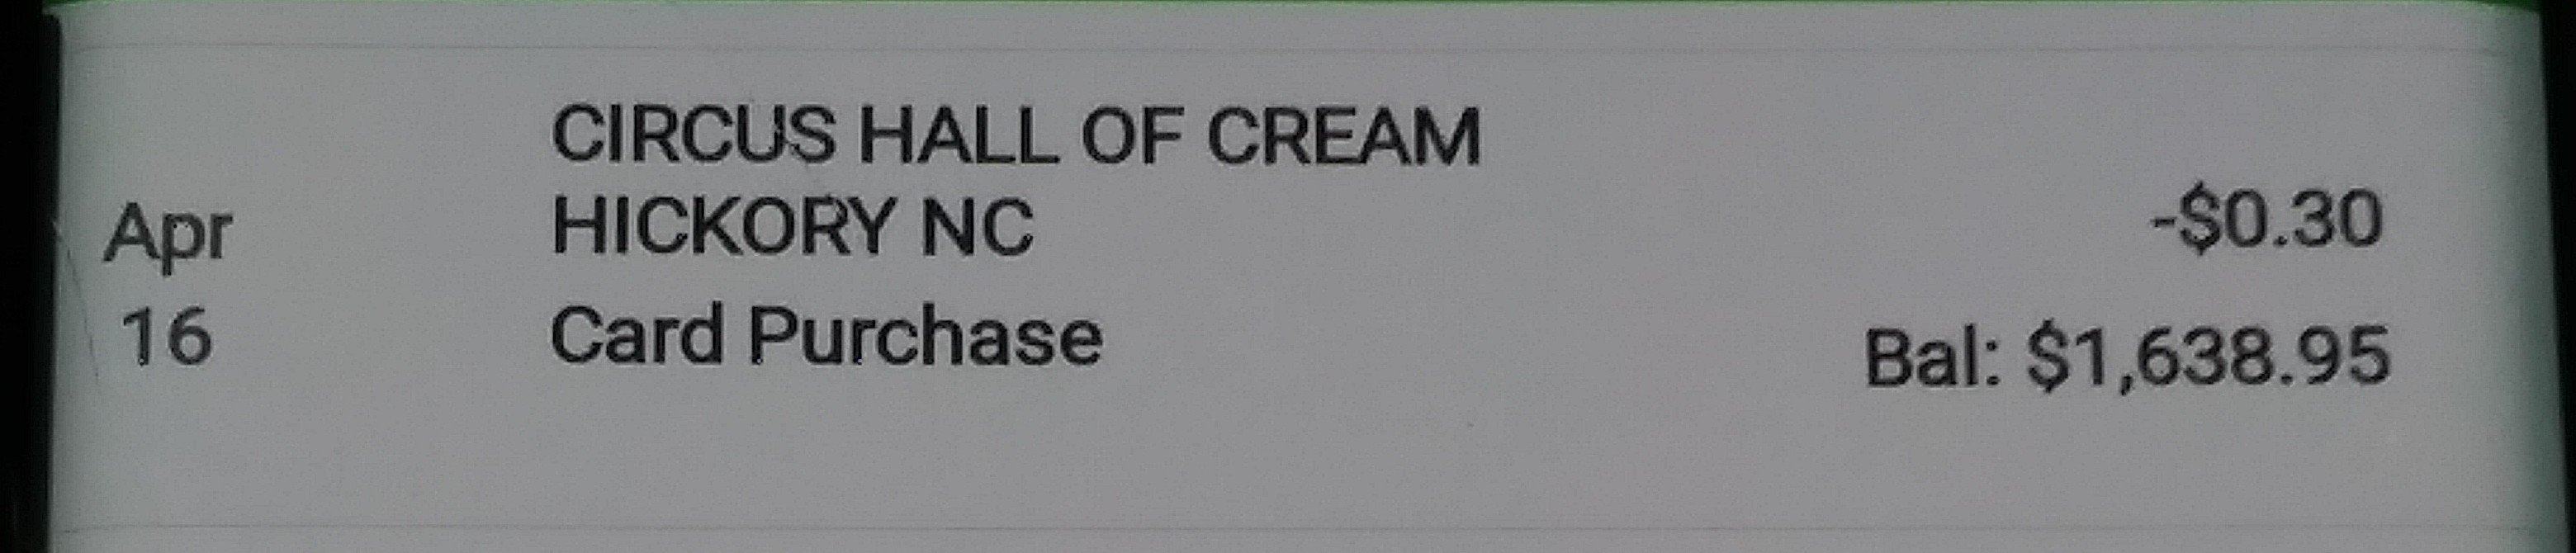 CIRCUS HALL OF CREAM
HICKORY NC
Apr
16
Card Purchase
-$0.30
Bal: $1,638.95